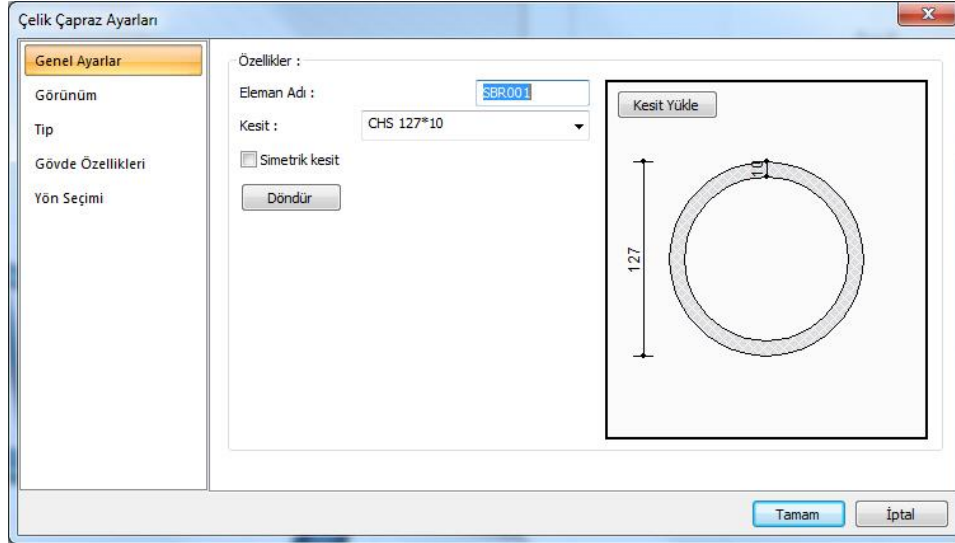 Çelik Çapraz Ayarları
Genel Ayarlar
Görünüm
Tip
Gövde Özellikleri
Yön Seçimi
Özellikler :
Eleman Adı :
SBR001
Kesit :
CHS 127*10
Simetrik kesit
Döndür
Kesit Yükle
10
127
Tamam
İptal